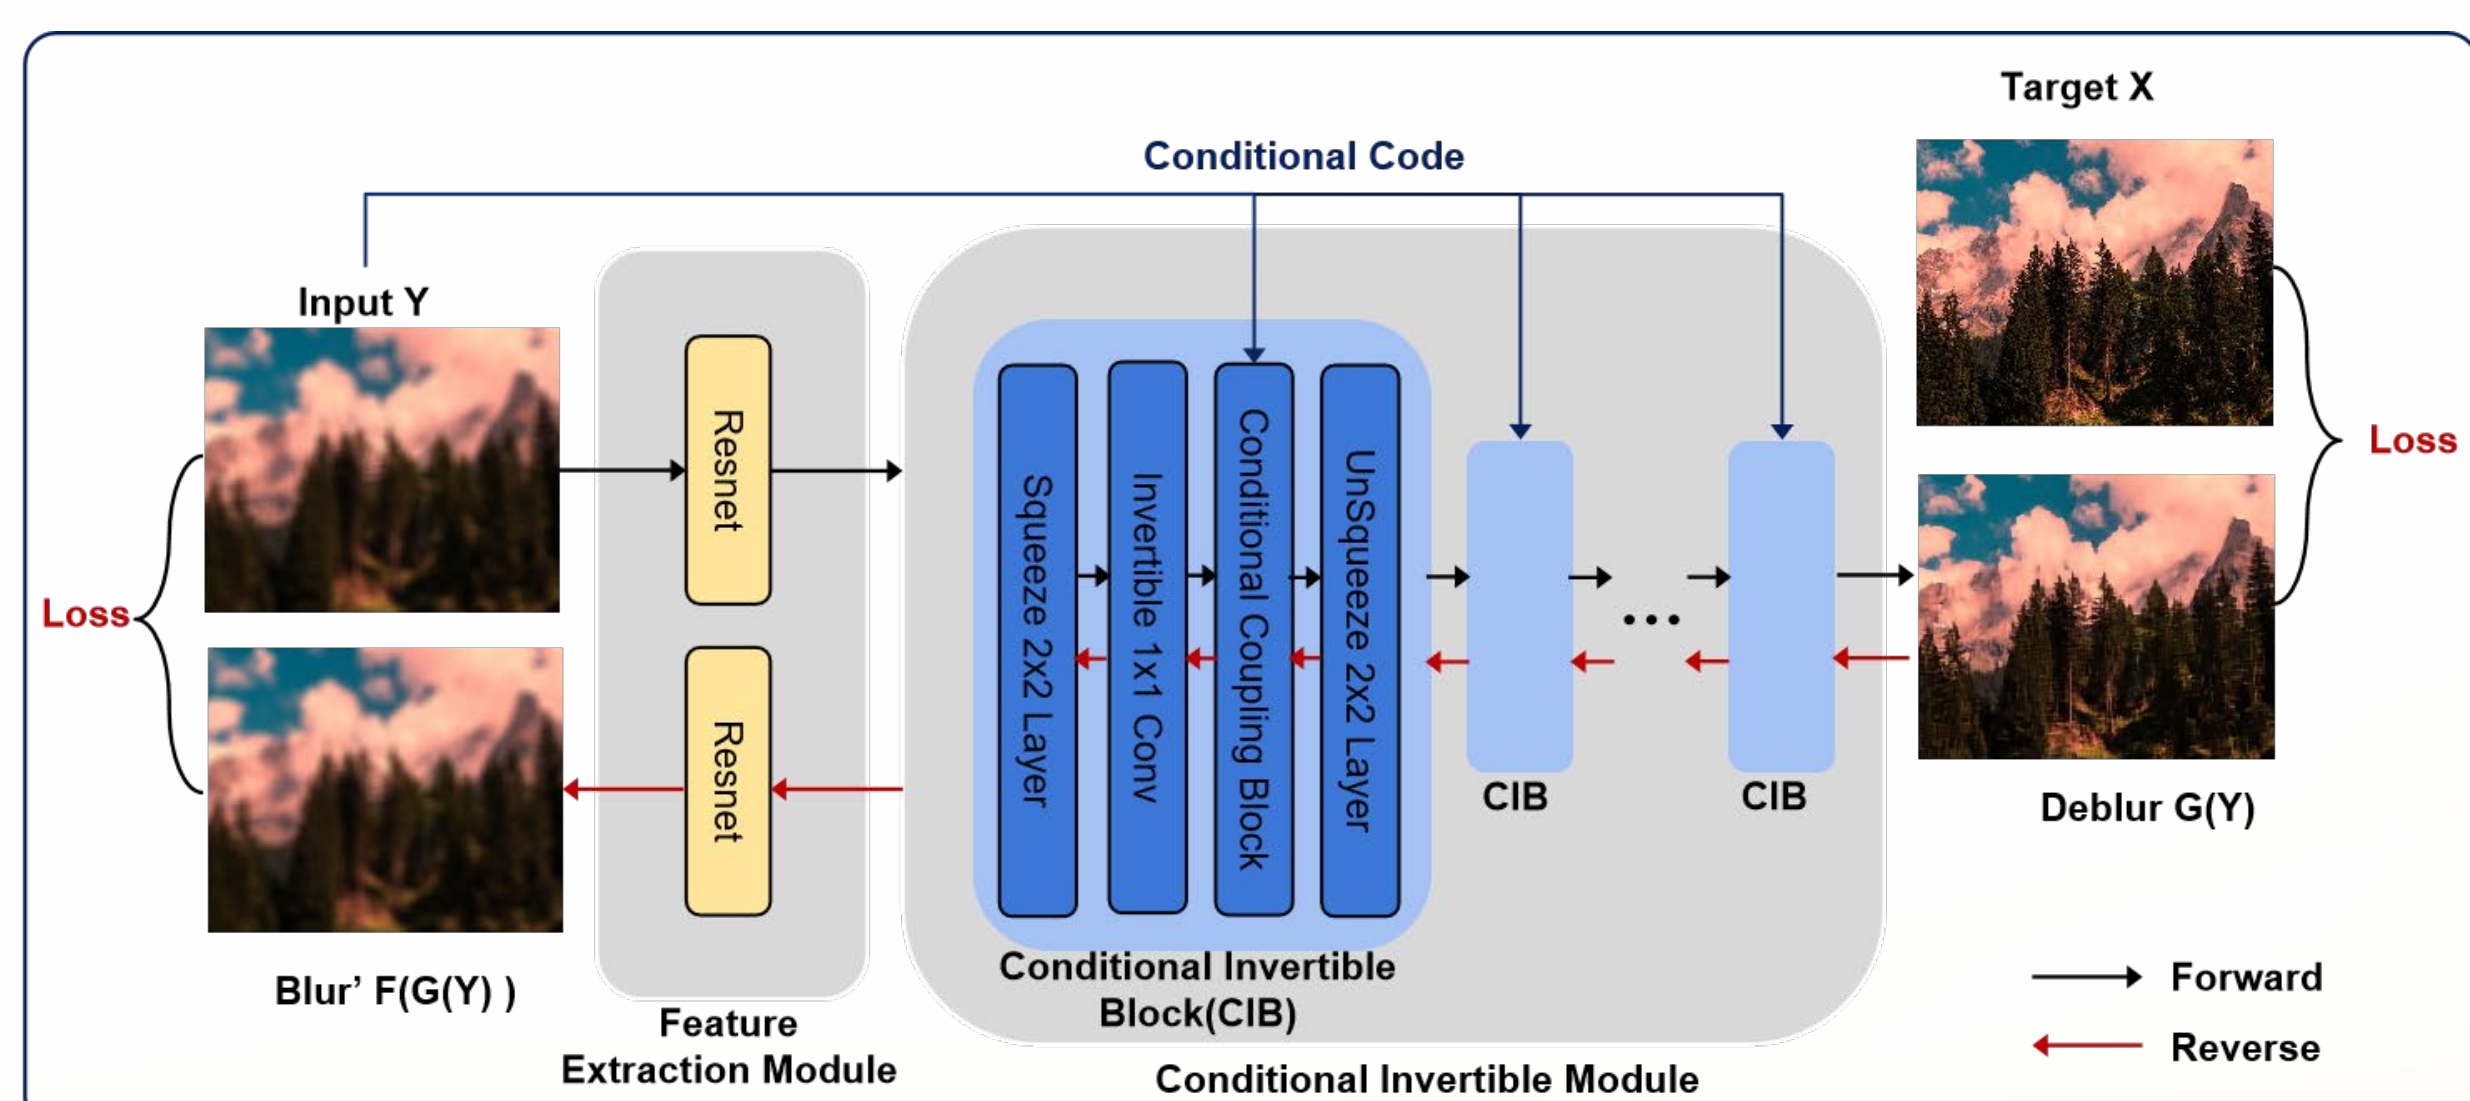 Target X
Conditional Code
Input Y
Loss
Loss
Resnet
Resnet
Squeeze 2x2 Layer
Invertible 1x1 Conv
Conditional Coupling Block
UnSqueeze 2x2 Layer
...
CIB
CIB
Deblur G(Y)
Conditional Invertible
Block(CIB)
Blur’ F(G(Y) )
Feature
Extraction Module
Conditional Invertible Module
Forward
Reverse